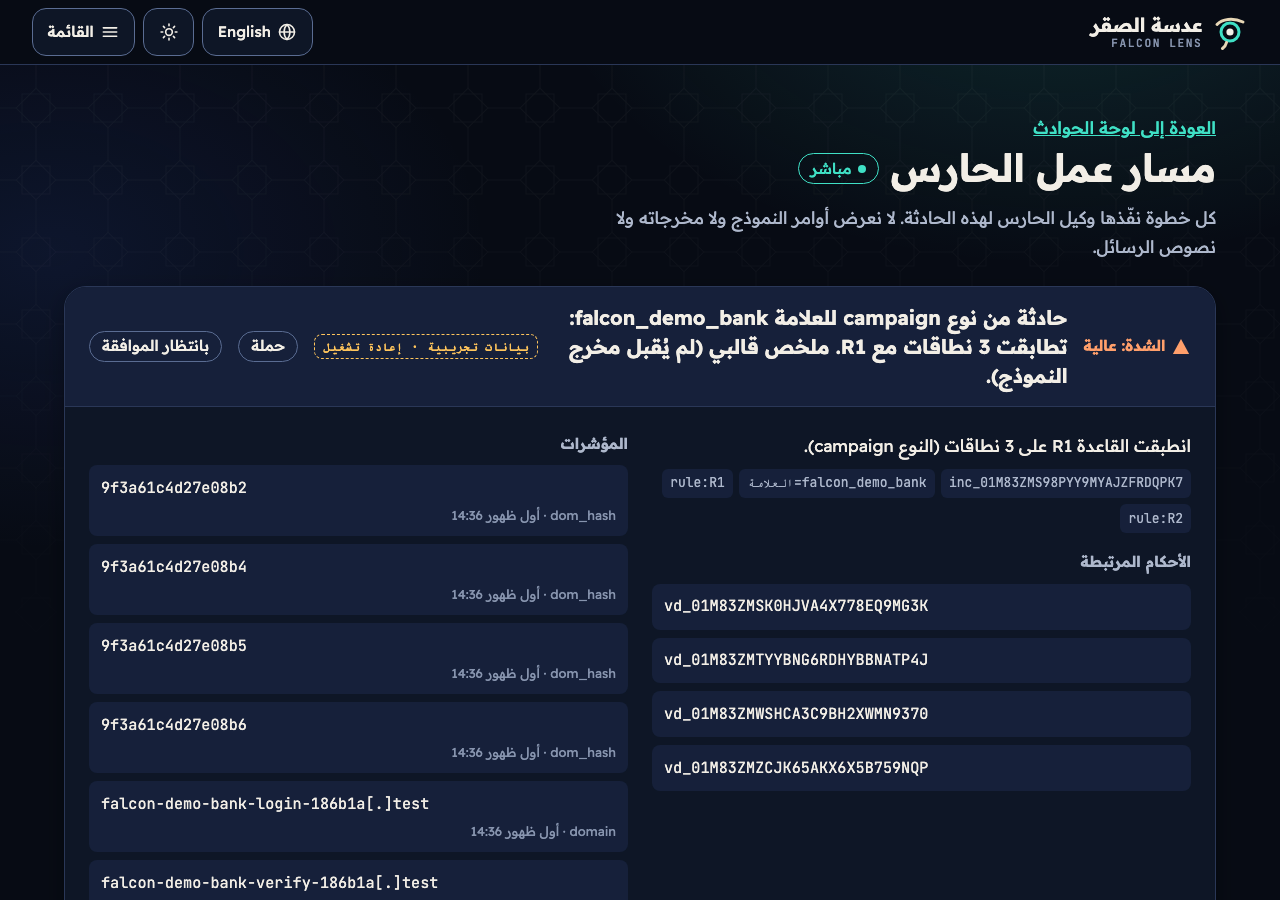 عدسة الصقر
FALCON LENS
English
القائمة
العودة إلى لوحة الحوادث
مسار عمل الحارس
مباشر
كل خطوة نفّذها وكيل الحارس لهذه الحادثة. لا نعرض أوامر النموذج ولا مخرجاته ولا
نصوص الرسائل.
الشدة: عالية
حادثة من نوع campaign للعلامة falcon_demo_bank:
تطابقت 3 نطاقات مع R1. ملخص قالبي (لم يُقبل مخرج
النموذج).
بيانات تجريبية · إعادة تشغيل
حملة
بانتظار الموافقة
انطبقت القاعدة R1 على 3 نطاقات (النوع campaign).
inc_01M83ZMS98PYY9MYAJZFRDQPK7
العلامة=falcon_demo_bank
rule:R1
rule:R2
الأحكام المرتبطة
vd_01M83ZMSK0HJVA4X778EQ9MG3K
vd_01M83ZMTYYBNG6RDHYBBNATP4J
vd_01M83ZMWSHCA3C9BH2XWMN9370
vd_01M83ZMZCJK65AKX6X5B759NQP
المؤشرات
9f3a61c4d27e08b2
dom_hash · أول ظهور 14:36
9f3a61c4d27e08b4
dom_hash · أول ظهور 14:36
9f3a61c4d27e08b5
dom_hash · أول ظهور 14:36
9f3a61c4d27e08b6
dom_hash · أول ظهور 14:36
falcon-demo-bank-login-186b1a[.]test
domain · أول ظهور 14:36
falcon-demo-bank-verify-186b1a[.]test